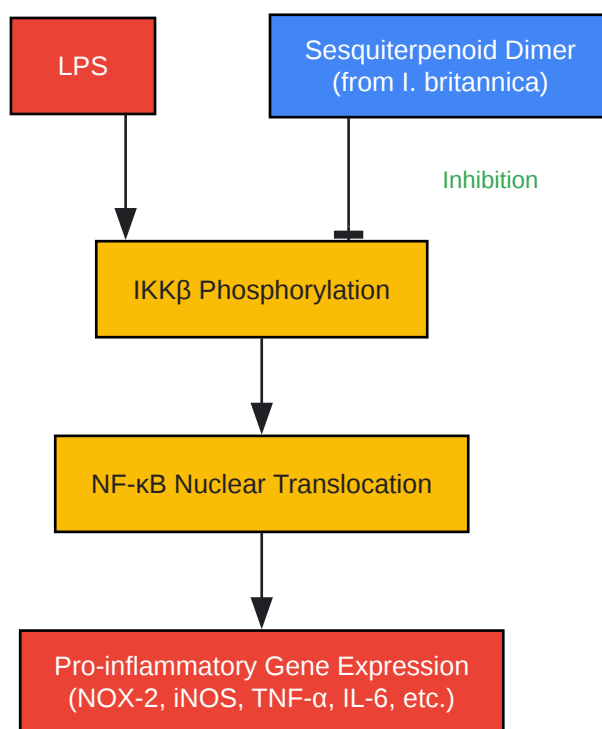 LPS
Sesquiterpenoid Dimer
(from I. britannica)
Inhibition
IKKβ Phosphorylation
NF-κB Nuclear Translocation
Pro-inflammatory Gene Expression
(NOX-2, iNOS, TNF-α, IL-6, etc.)